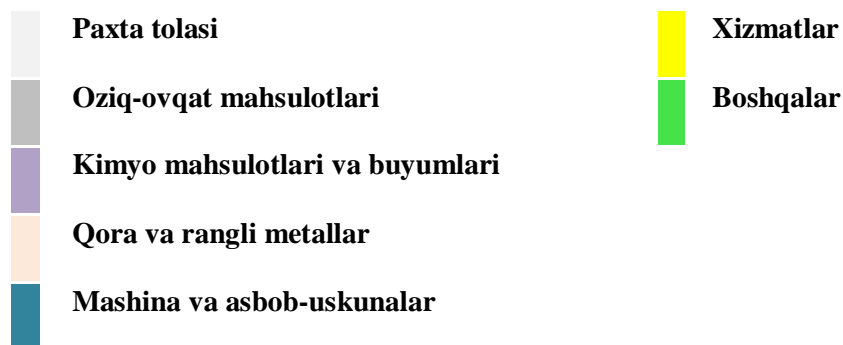 Paxta tolasi
Oziq-ovqat mahsulotlari
Kimyo mahsulotlari va buyumlari
Qora va rangli metallar
Mashina va asbob-uskunalar
Xizmatlar
Boshqalar